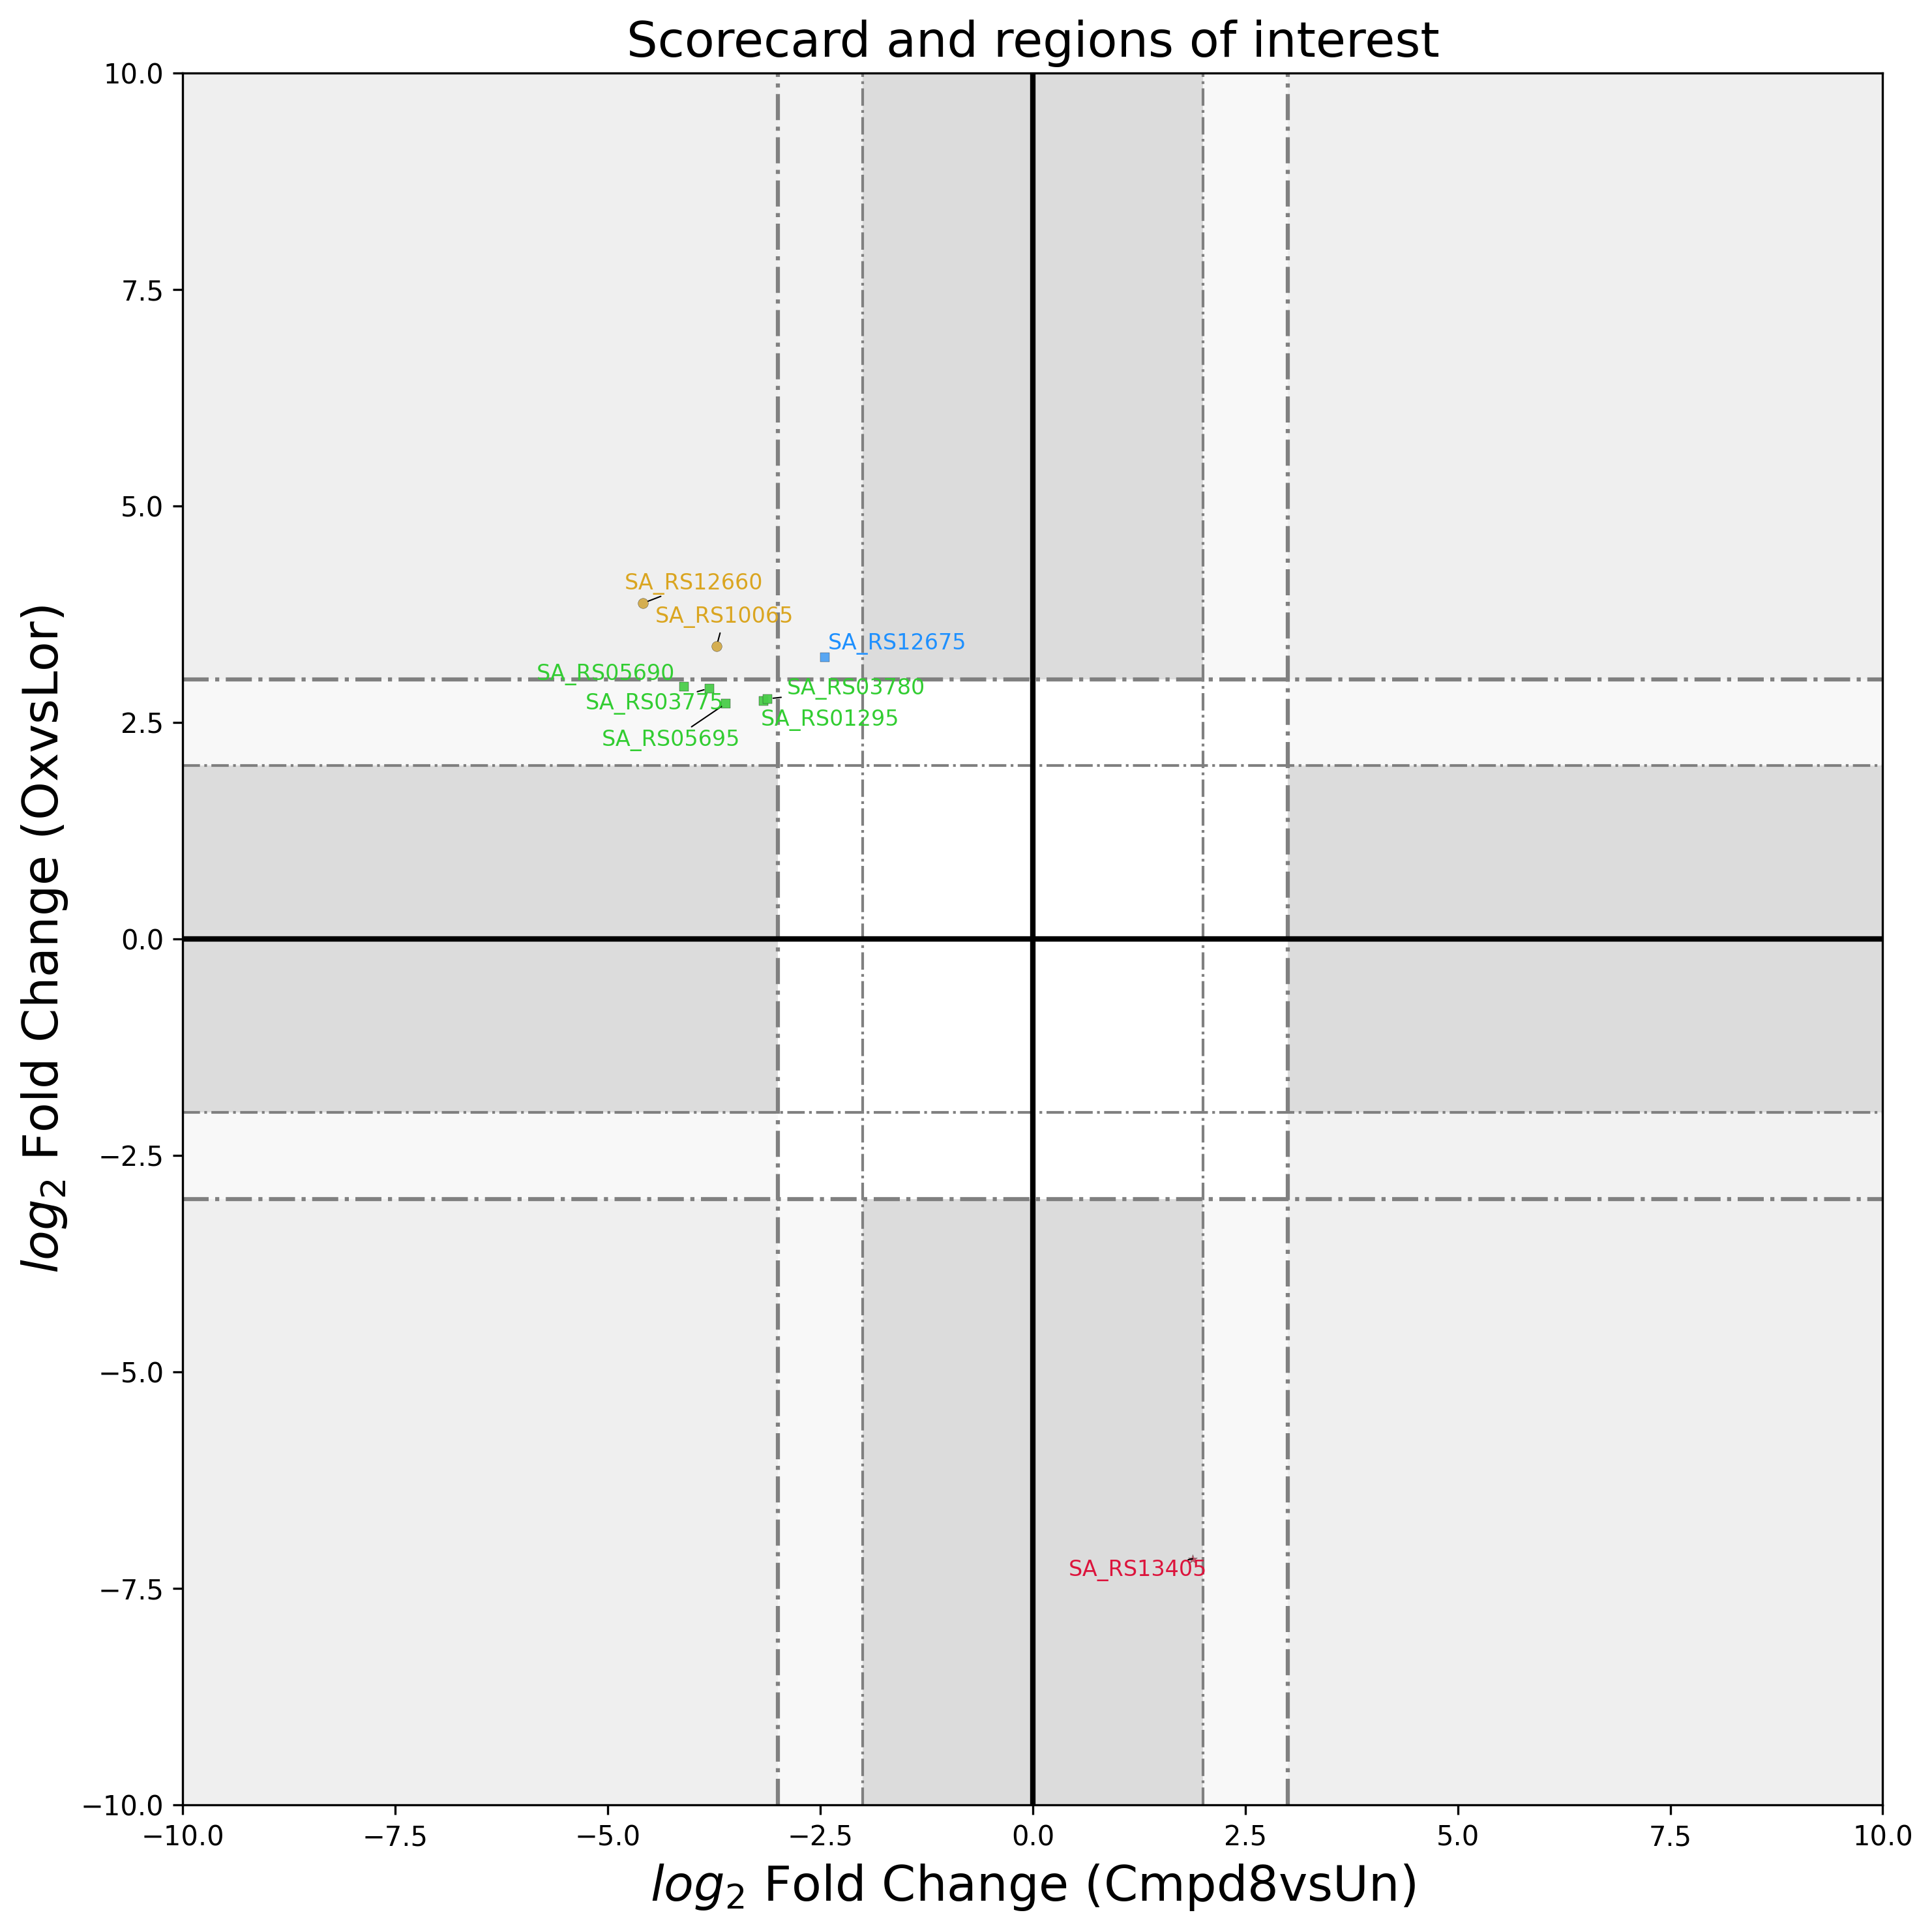 Scorecard and regions of interest
10.0
7.5
5.0
2.5
0.0
−2.5
−5.0
−7.5
−10.0
log2 Fold Change (OxvsLor)
SA_RS12660
SA_RS10065
SA_RS12675
SA_RS05690
SA_RS03780
SA_RS03775
SA_RS01295
SA_RS05695
SA_RS13405
−10.0 −7.5 −5.0 −2.5 0.0 2.5 5.0 7.5 10.0
log2 Fold Change (Cmpd8vsUn)